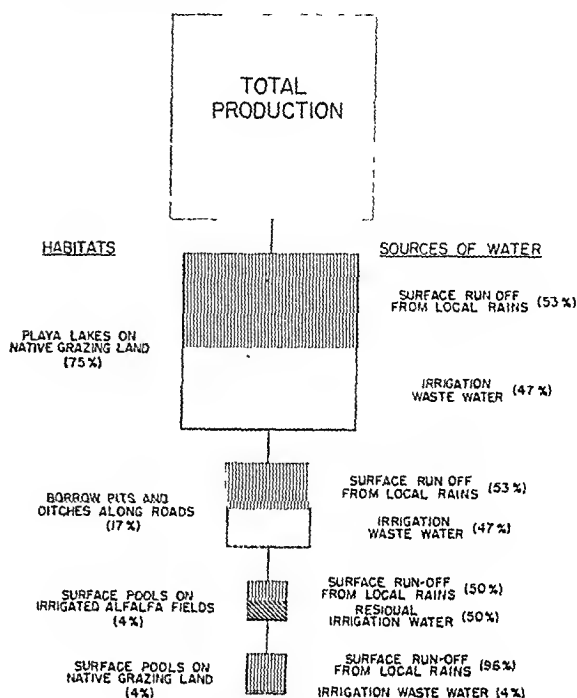 TOTAL
PRODUCTION
HABITATS
SOURCES OF WATER
PLAYA LAKES ON
NATIVE GRAZING LAND
(75%)
SURFACE RUN OFF
FROM LOCAL RAINS (53%)
IRRIGATION
WASTE WATER (47%)
BORROW PITS AND
DITCHES ALONG ROADS
(17%)
SURFACE RUN OFF
FROM LOCAL RAINS (53%)
IRRIGATION
WASTE WATER (47%)
SURFACE POOLS ON
IRRIGATED ALFALFA FIELDS
(4%)
SURFACE RUN-OFF
FROM LOCAL RAINS (50%)
RESIDUAL
IRRIGATION WATER (50%)
SURFACE POOLS ON
NATIVE GRAZING LAND
(4%)
SURFACE RUN-OFF
FROM LOCAL RAINS (96%)
IRRIGATION WASTE WATER (4%)